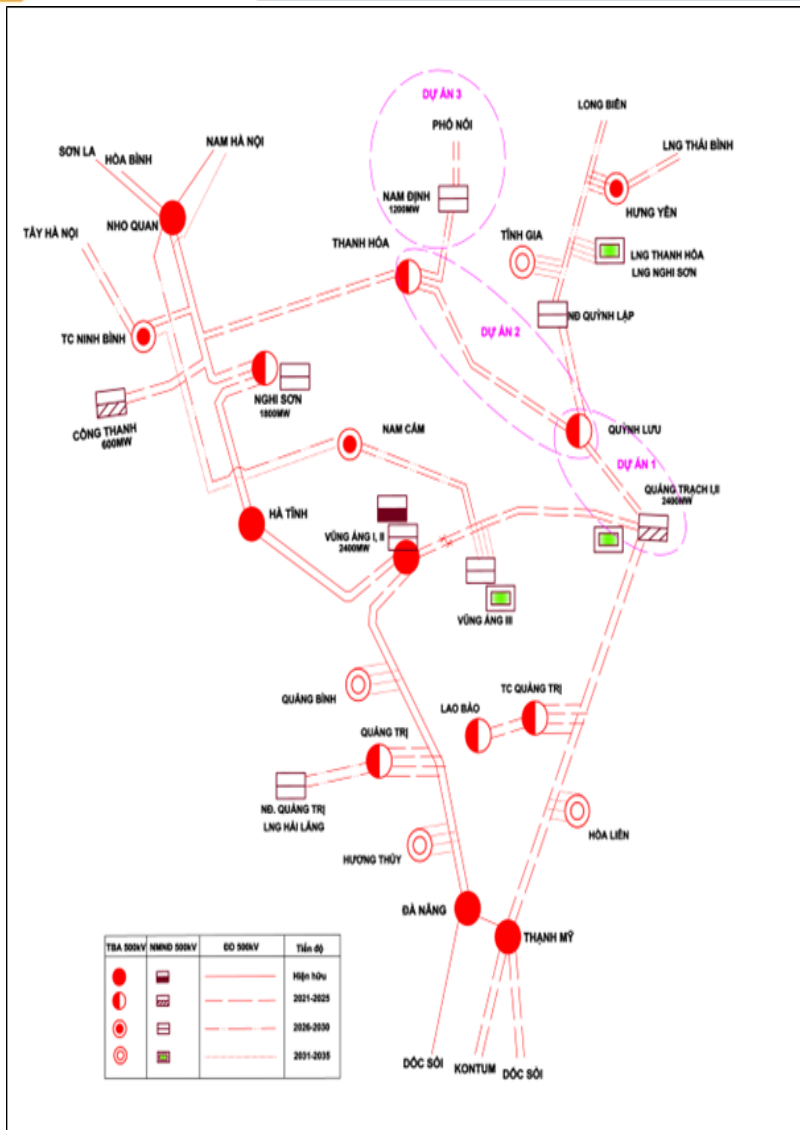 DỰ ÁN 3
LONG BIÊN
PHỐ NỐI
SƠN LA
HÒA BÌNH
NAM HÀ NỘI
LNG THÁI BÌNH
NAM ĐỊNH
1200MW
HƯNG YÊN
NHO QUAN
TÂY HÀ NỘI
THANH HÓA
TĨNH GIA
LNG THANH HÓA
LNG NGHI SƠN
NĐ QUỲNH LẬP
DỰ ÁN 2
TC NINH BÌNH
NGHI SƠN
1800MW
CÔNG THANH
600MW
NAM CẤM
QUỲNH LƯU
DỰ ÁN 1
QUẢNG TRẠCH I,II
2400MW
HÀ TĨNH
VŨNG ÁNG I, II
2400MW
VŨNG ÁNG III
QUẢNG BÌNH
LAO BẢO
TC QUẢNG TRỊ
QUẢNG TRỊ
NĐ. QUẢNG TRỊ
LNG HẢI LĂNG
HƯƠNG THỦY
HÒA LIÊN
ĐÀ NẴNG
THẠNH MỸ
TBA 500kV NMNĐ 500kV ĐD 500kV Tiến độ
Hiện hữu
2021-2025
2026-2030
2031-2035
DỐC SỎI
KONTUM
DỐC SỎI